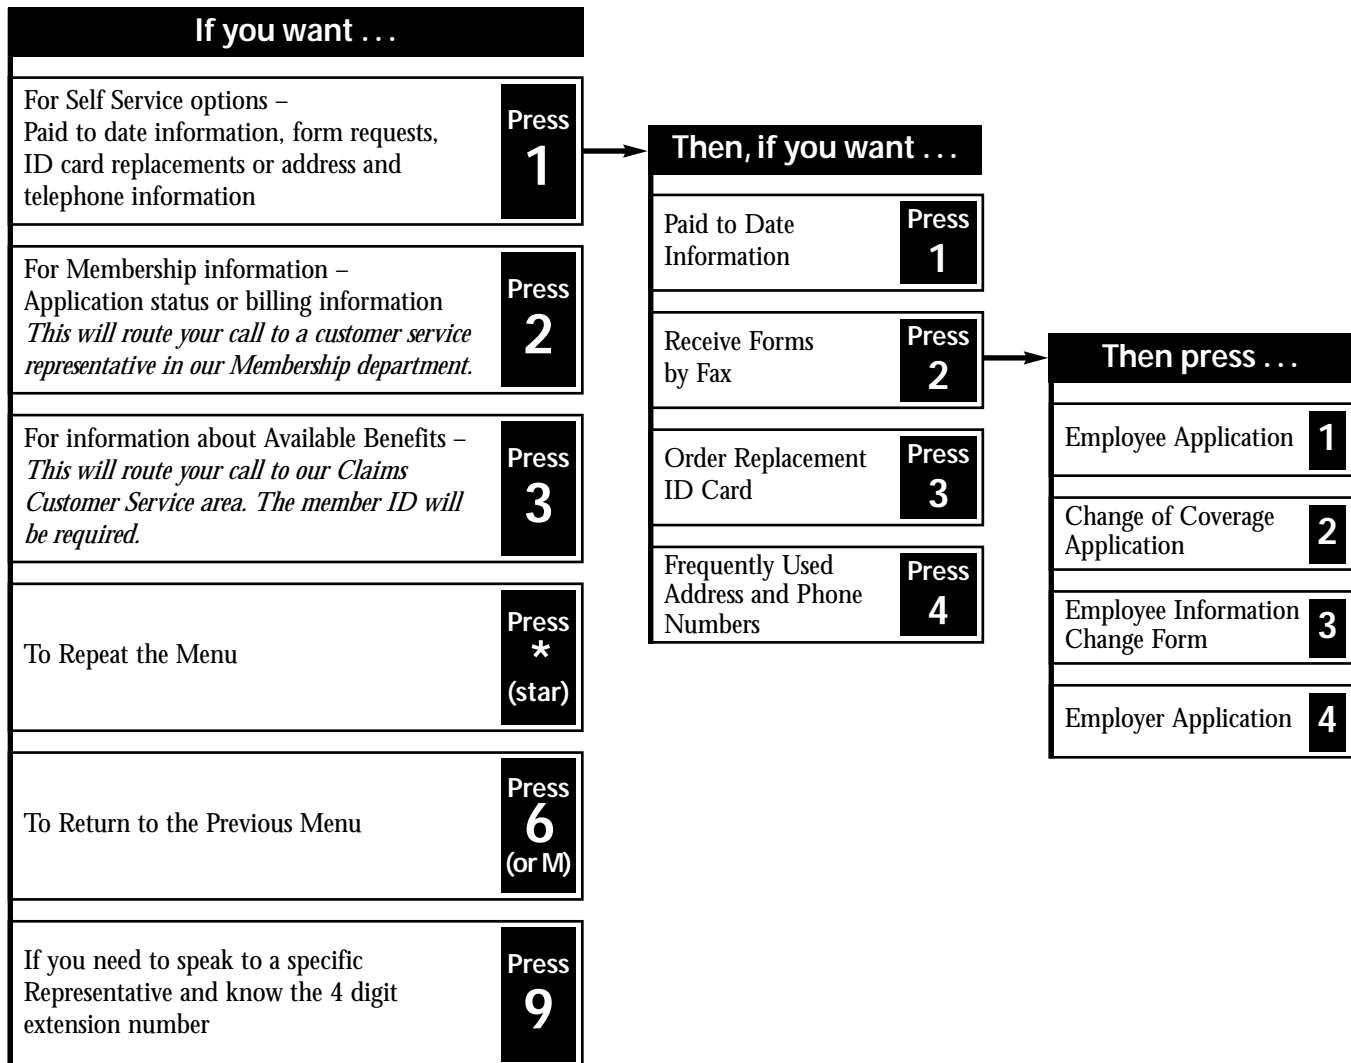 If you want . . .
For Self Service options –
Paid to date information, form requests,
ID card replacements or address and
telephone information
Press
1
For Membership information –
Application status or billing information
This will route your call to a customer service
representative in our Membership department.
Press
2
For information about Available Benefits –
This will route your call to our Claims
Customer Service area. The member ID will
be required.
Press
3
To Repeat the Menu
Press
*
(star)
To Return to the Previous Menu
Press
6
(or M)
If you need to speak to a specific
Representative and know the 4 digit
extension number
Press
9
Then, if you want . . .
Paid to Date
Information
Press
1
Receive Forms
by Fax
Press
2
Order Replacement
ID Card
Press
3
Frequently Used
Address and Phone
Numbers
Press
4
Then press . . .
Employee Application
1
Change of Coverage
Application
2
Employee Information
Change Form
3
Employer Application
4